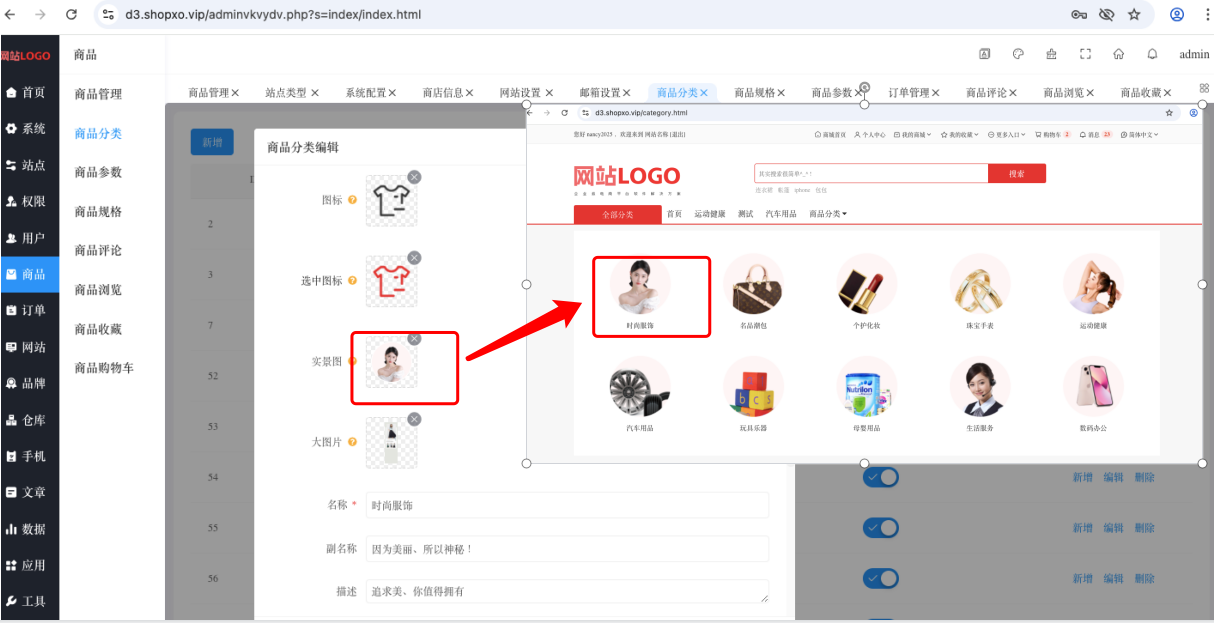 d3.shopxo.vip/adminvkvydv.php?s=index/index.html
网站LOGO
首页
系统
站点
权限
用户
商品
订单
网站
品牌
仓库
手机
文章
数据
应用
工具
商品
商品管理
商品分类
商品参数
商品规格
商品评论
商品浏览
商品收藏
商品购物车
admin
商品管理 站点类型 系统配置 商店信息 网站设置 邮箱设置 商品分类 商品规格 商品参数 订单管理 商品评论 商品浏览 商品收藏
新增
2
3
7
52
53
54
55
56
商品分类编辑
图标
选中图标
实景图
大图片
名称 * 时尚服饰
副名称 因为美丽、所以神秘！
描述 追求美、你值得拥有
d3.shopxo.vip/category.html
您好 nancy2025， 欢迎来到 网站名称 [退出]
商城首页 个人中心 我的商城 我的收藏 更多入口 购物车 2 消息 23 简体中文
网站LOGO
其实搜索很简单^_^！ 搜索
连衣裙 帐篷 iphone 包包
全部分类 首页 运动健康 测试 汽车用品 商品分类
时尚服饰 名品潮包 个护化妆 珠宝手表 运动健康
汽车用品 玩具乐器 母婴用品 生活服务 数码办公
Nutrilon
b c s
新增 编辑 删除
新增 编辑 删除
新增 编辑 删除